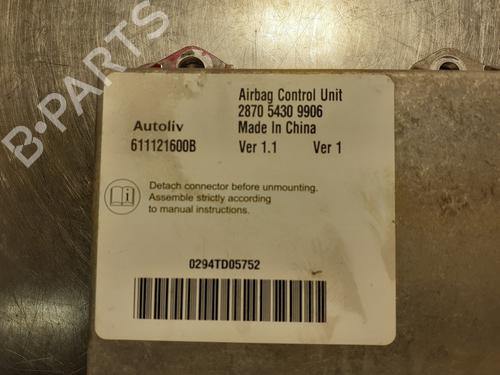 B-PARTS
Airbag Control Unit
2870 5430 9906
Autoliv
Made In China
611121600B
Ver 1.1
Ver 1
Detach connector before unmounting.
Assemble strictly according
to manual instructions.
0294TD05752